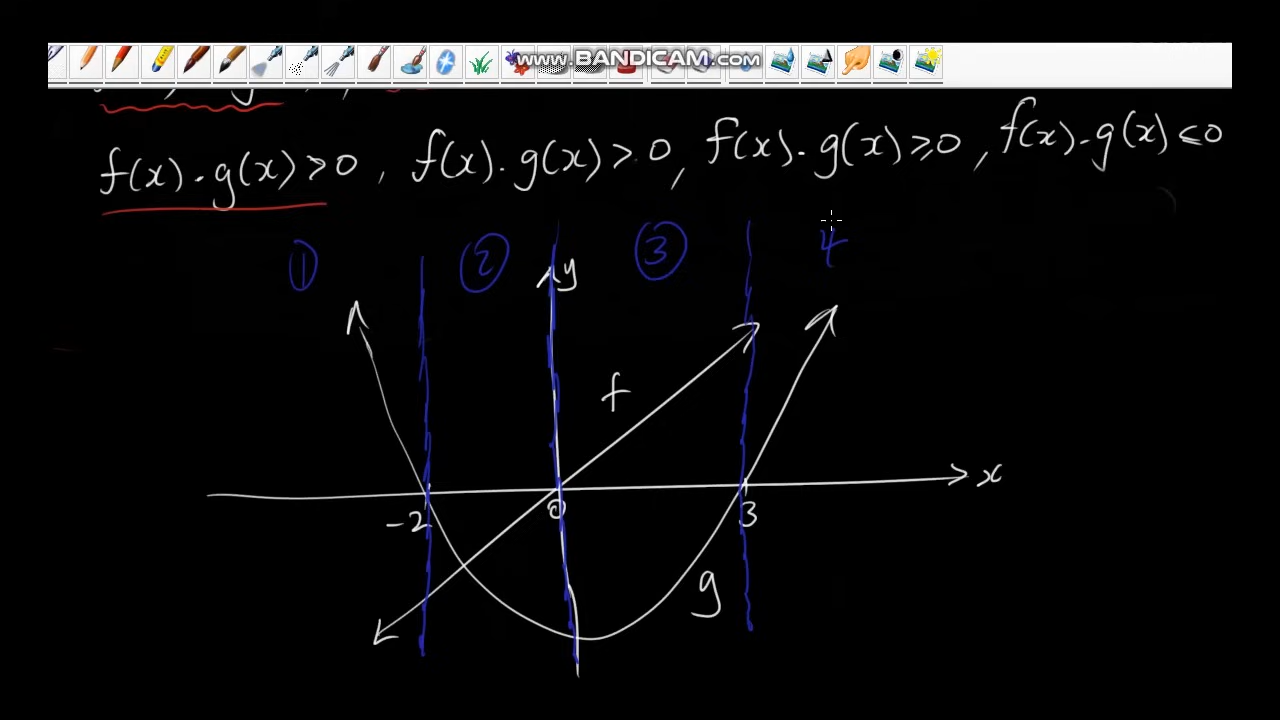 www.BANDICAM.com
f(x) . g(x) > 0 , f(x) . g(x) > 0 , f(x) . g(x) ≥ 0 , f(x) . g(x) ≤ 0
① ② ③ 4
y
f
x
-2 0 3
g